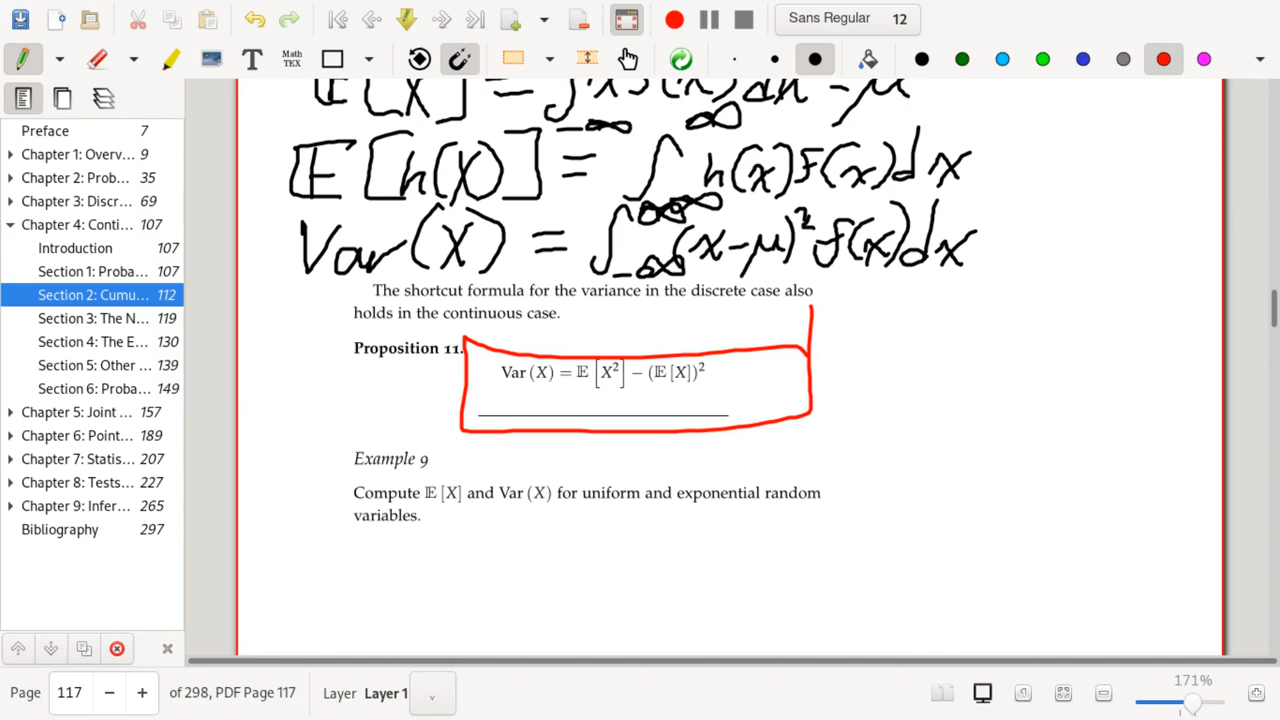 Sans Regular 12
T
Math
TEX
Preface 7
Chapter 1: Overv... 9
Chapter 2: Prob... 35
Chapter 3: Discr... 69
Chapter 4: Conti... 107
Introduction 107
Section 1: Proba... 107
Section 2: Cumu... 112
Section 3: The N... 119
Section 4: The E... 130
Section 5: Other ... 139
Section 6: Proba... 149
Chapter 5: Joint ... 157
Chapter 6: Point... 189
Chapter 7: Statis... 207
Chapter 8: Tests... 227
Chapter 9: Infer... 265
Bibliography 297
𝔼[X] = ∫_{-∞}^{∞} x f(x) dx = μ
𝔼[h(X)] = ∫_{-∞}^{∞} h(x) f(x) dx
Var(X) = ∫_{-∞}^{∞} (x-μ)² f(x) dx
The shortcut formula for the variance in the discrete case also
holds in the continuous case.
Proposition 11.
Var (X) = 𝔼 [X²] − (𝔼 [X])²
Example 9
Compute 𝔼 [X] and Var (X) for uniform and exponential random
variables.
Page 117 − + of 298, PDF Page 117 Layer Layer 1
171%